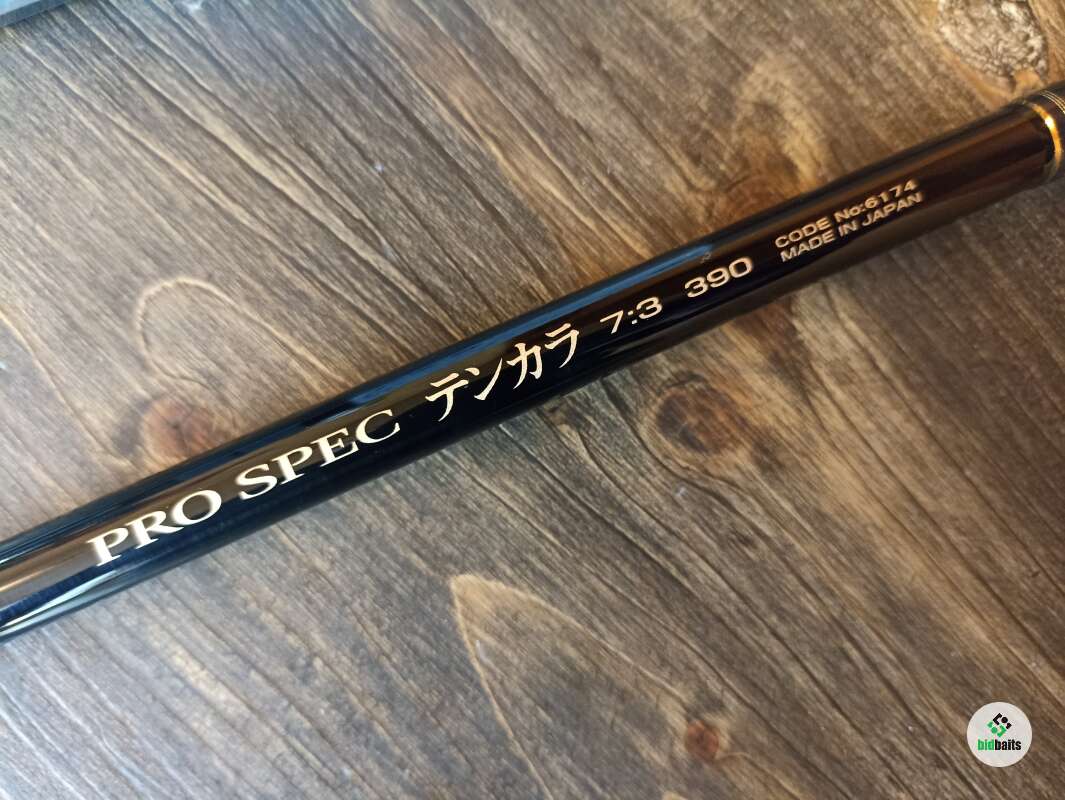 PRO SPEC テンカラ 7:3 390
CODE No:6174
MADE IN JAPAN
bidbaits